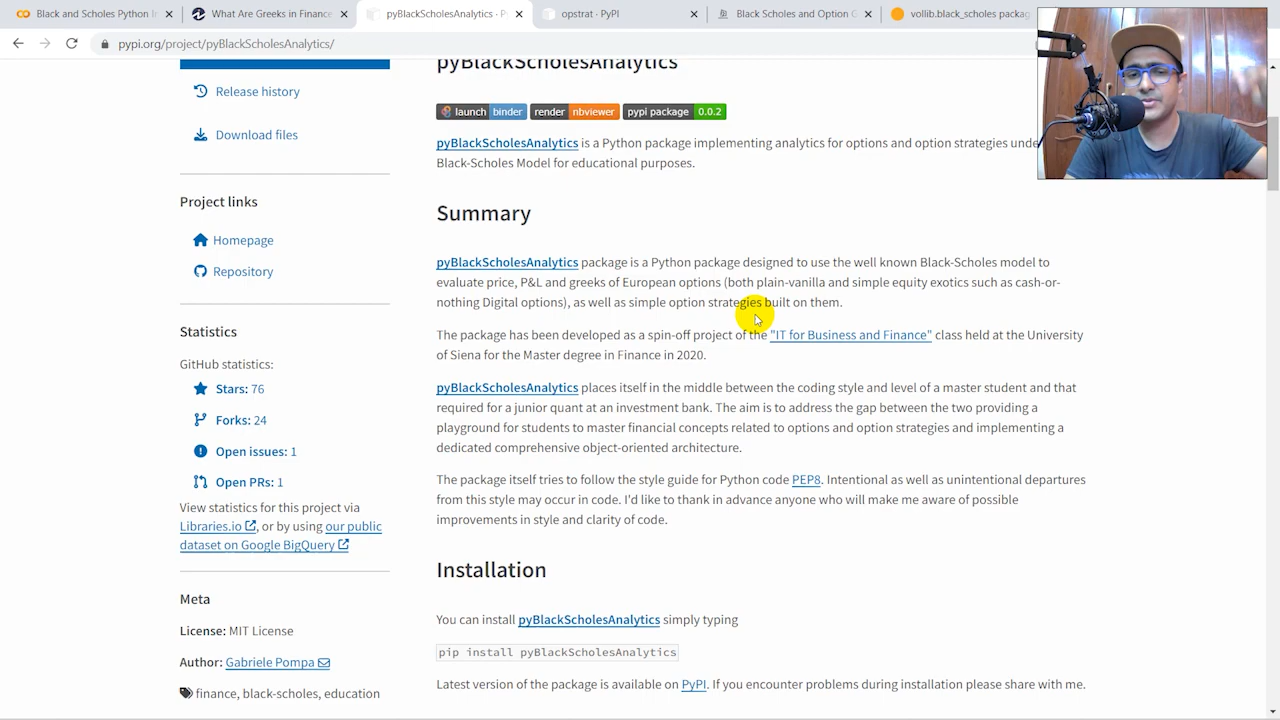 Black and Scholes Python I
What Are Greeks in Finance
pyBlackScholesAnalytics · P
opstrat · PyPI
Black Scholes and Option G
vollib.black_scholes packag
pypi.org/project/pyBlackScholesAnalytics/
pyBlackScholesAnalytics
Release history
launch binder render nbviewer pypi package 0.0.2
Download files
pyBlackScholesAnalytics is a Python package implementing analytics for options and option strategies unde
Black-Scholes Model for educational purposes.
Project links
Summary
Homepage
Repository
pyBlackScholesAnalytics package is a Python package designed to use the well known Black-Scholes model to
evaluate price, P&L and greeks of European options (both plain-vanilla and simple equity exotics such as cash-or-
nothing Digital options), as well as simple option strategies built on them.
Statistics
The package has been developed as a spin-off project of the "IT for Business and Finance" class held at the University
of Siena for the Master degree in Finance in 2020.
GitHub statistics:
Stars: 76
Forks: 24
Open issues: 1
Open PRs: 1
pyBlackScholesAnalytics places itself in the middle between the coding style and level of a master student and that
required for a junior quant at an investment bank. The aim is to address the gap between the two providing a
playground for students to master financial concepts related to options and option strategies and implementing a
dedicated comprehensive object-oriented architecture.
View statistics for this project via
Libraries.io, or by using our public
dataset on Google BigQuery
The package itself tries to follow the style guide for Python code PEP8. Intentional as well as unintentional departures
from this style may occur in code. I'd like to thank in advance anyone who will make me aware of possible
improvements in style and clarity of code.
Meta
License: MIT License
Author: Gabriele Pompa
finance, black-scholes, education
Installation
You can install pyBlackScholesAnalytics simply typing
pip install pyBlackScholesAnalytics
Latest version of the package is available on PyPI. If you encounter problems during installation please share with me.